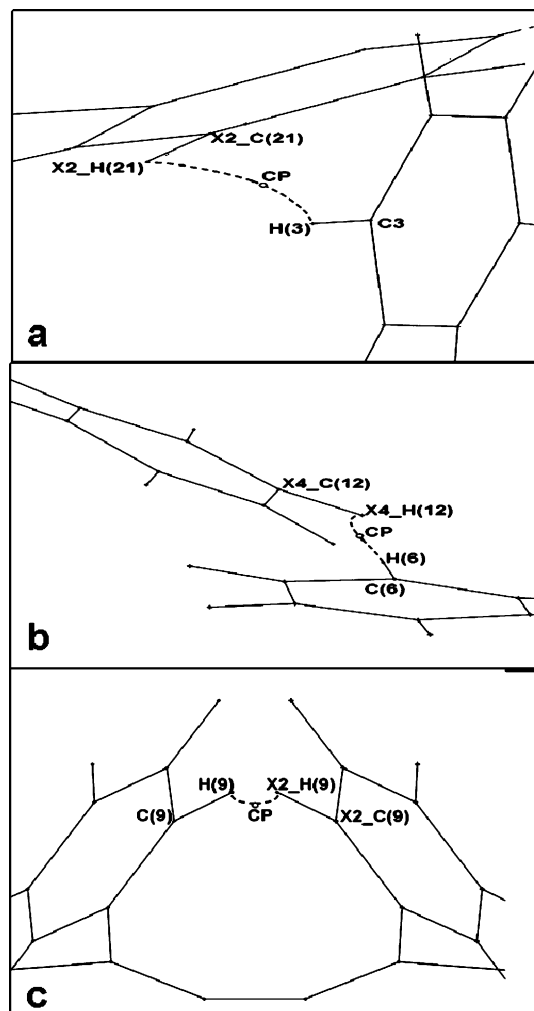 X2_C(21)
X2_H(21)
CP
H(3)
C3
a
X4_C(12)
X4_H(12)
CP
H(6)
C(6)
b
H(9)
X2_H(9)
C(9)
CP
X2_C(9)
c